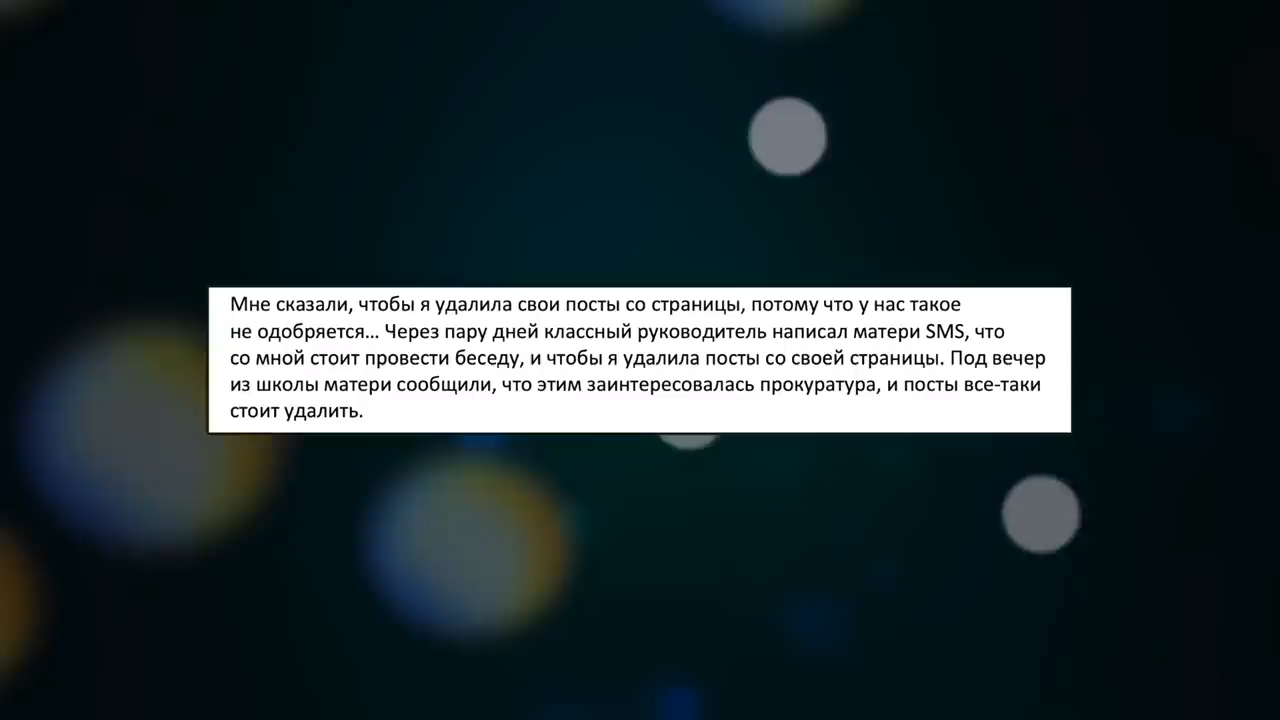 Мне сказали, чтобы я удалила свои посты со страницы, потому что у нас такое
не одобряется… Через пару дней классный руководитель написал матери SMS, что
со мной стоит провести беседу, и чтобы я удалила посты со своей страницы. Под вечер
из школы матери сообщили, что этим заинтересовалась прокуратура, и посты все-таки
стоит удалить.